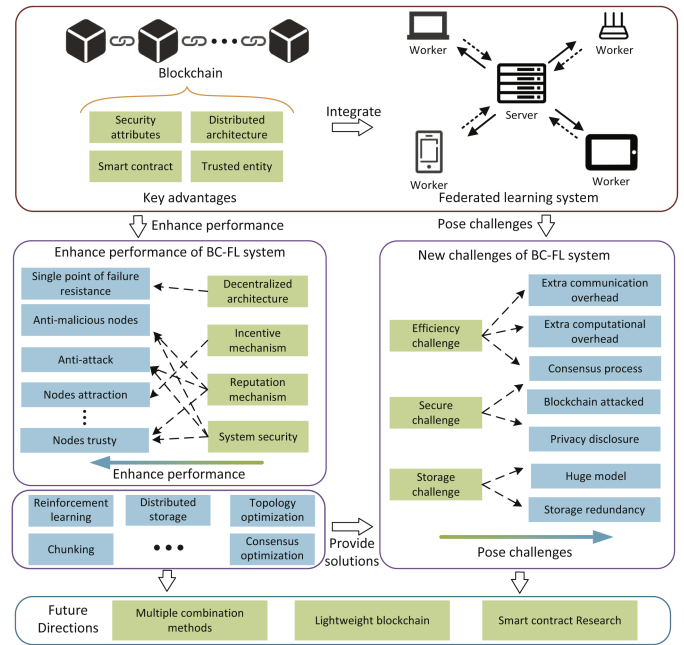 Blockchain
Security
attributes
Distributed
architecture
Smart contract
Trusted entity
Key advantages
Integrate
Worker
Worker
Server
Worker
Worker
Federated learning system
Enhance performance
Pose challenges
Enhance performance of BC-FL system
Single point of failure
resistance
Anti-malicious nodes
Anti-attack
Nodes attraction
Nodes trusty
Decentralized
architecture
Incentive
mechanism
Reputation
mechanism
System security
Enhance performance
New challenges of BC-FL system
Efficiency
challenge
Secure
challenge
Storage
challenge
Extra communication
overhead
Extra computational
overhead
Consensus process
Blockchain attacked
Privacy disclosure
Huge model
Storage redundancy
Pose challenges
Reinforcement
learning
Distributed
storage
Topology
optimization
Chunking
Consensus
optimization
Provide
solutions
Future
Directions
Multiple combination
methods
Lightweight blockchain
Smart contract Research